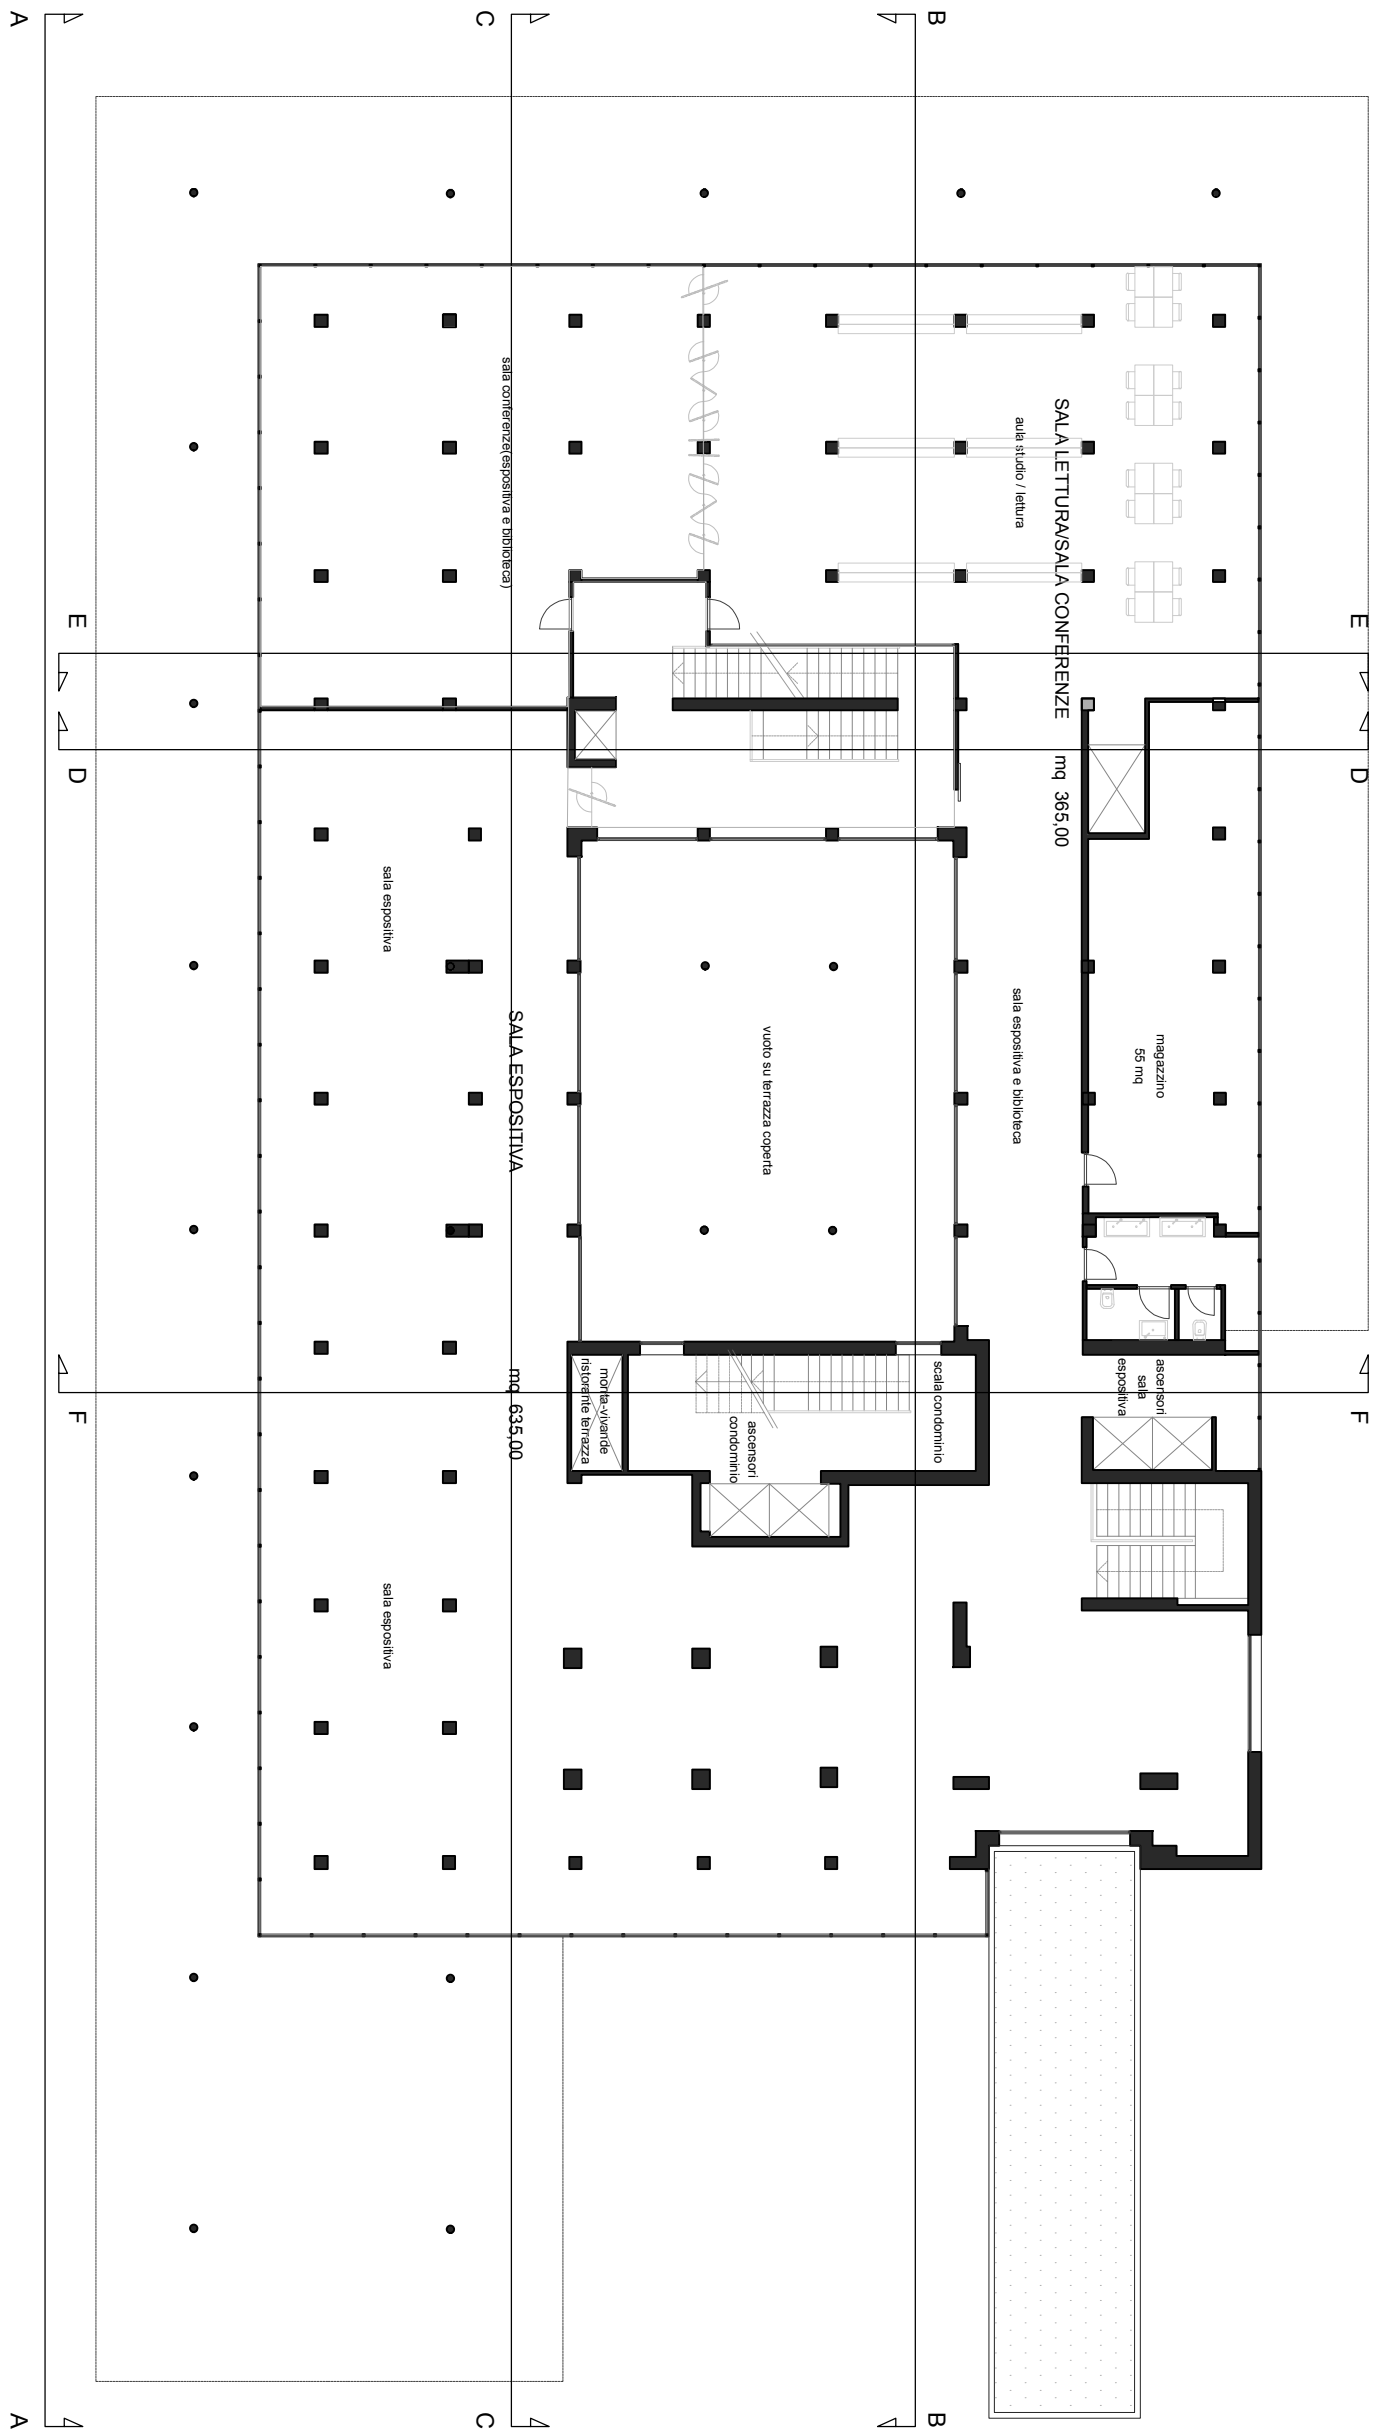 A
C
B
sala conferenze(espositiva e biblioteca)
aula studio / lettura
SALA LETTURA/SALA CONFERENZE mq 365,00
E
E
D
D
sala espositiva
SALA ESPOSITIVA mq 635,00
vuoto su terrazza coperta
sala espositiva e biblioteca
magazzino
55 mq
F
F
monta-vivande
ristorante terrazza
ascensori
condominio
scala condominio
ascensori
sala
espositiva
sala espositiva
A
C
B